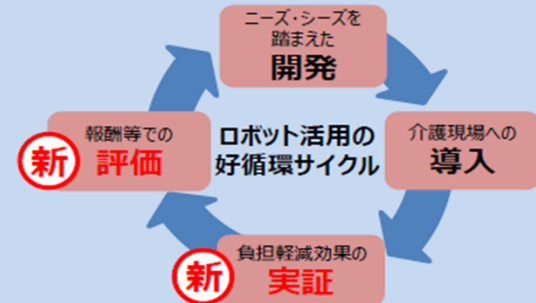 ニーズ・シーズを
踏まえた
開発
介護現場への
導入
負担軽減効果の
実証
新
報酬等での
評価
新
ロボット活用の
好循環サイクル